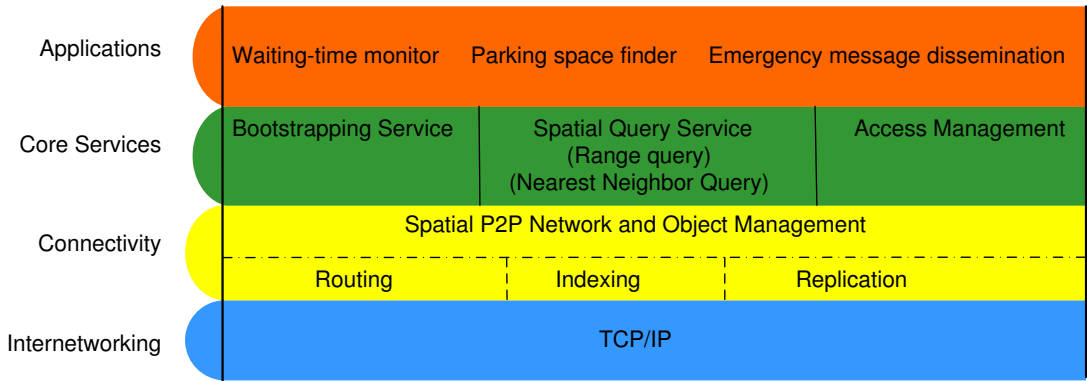 Applications
Waiting-time monitor Parking space finder Emergency message dissemination
Core Services
Bootstrapping Service
Spatial Query Service
(Range query)
(Nearest Neighbor Query)
Access Management
Connectivity
Spatial P2P Network and Object Management
Routing Indexing Replication
Internetworking
TCP/IP